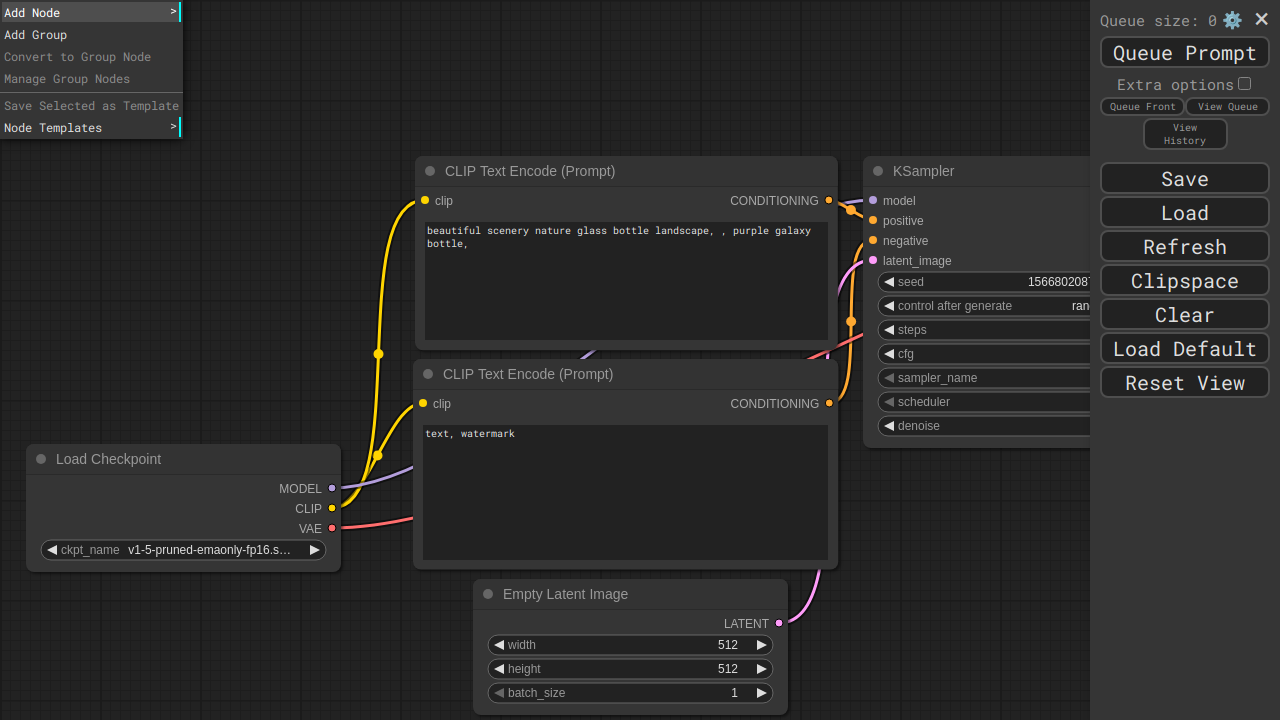 Add Node >
Add Group
Convert to Group Node
Manage Group Nodes
Save Selected as Template
Node Templates >
CLIP Text Encode (Prompt)
clip CONDITIONING
beautiful scenery nature glass bottle landscape, , purple galaxy
bottle,
CLIP Text Encode (Prompt)
clip CONDITIONING
text, watermark
Load Checkpoint
MODEL
CLIP
VAE
ckpt_name v1-5-pruned-emaonly-fp16.s…
Empty Latent Image
LATENT
width 512
height 512
batch_size 1
KSampler
model
positive
negative
latent_image
seed 156680208
control after generate ran
steps
cfg
sampler_name
scheduler
denoise
Queue size: 0
Queue Prompt
Extra options
Queue Front View Queue
View
History
Save
Load
Refresh
Clipspace
Clear
Load Default
Reset View